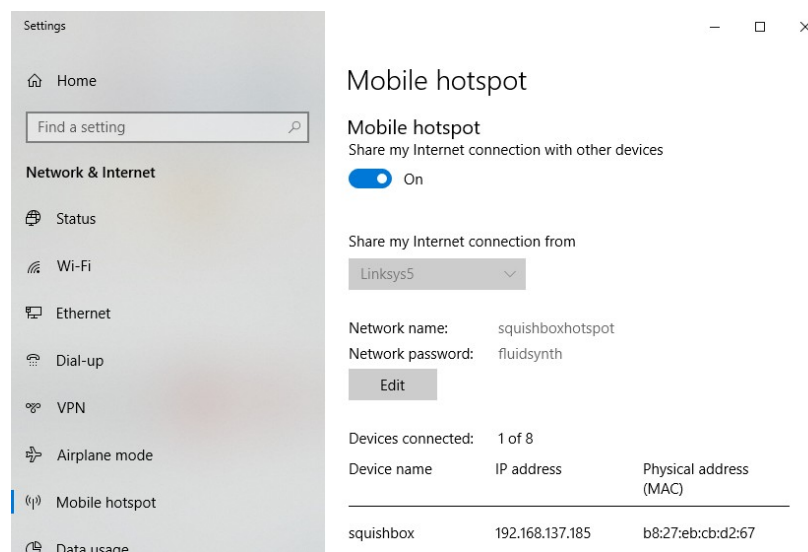 Settings
Home
Find a setting
Network & Internet
Status
Wi-Fi
Ethernet
Dial-up
VPN
Airplane mode
Mobile hotspot
Data usage
Mobile hotspot
Mobile hotspot
Share my Internet connection with other devices
On
Share my Internet connection from
Linksys5
Network name: squishboxhotspot
Network password: fluidsynth
Edit
Devices connected: 1 of 8
Device name IP address Physical address
(MAC)
squishbox 192.168.137.185 b8:27:eb:cb:d2:67